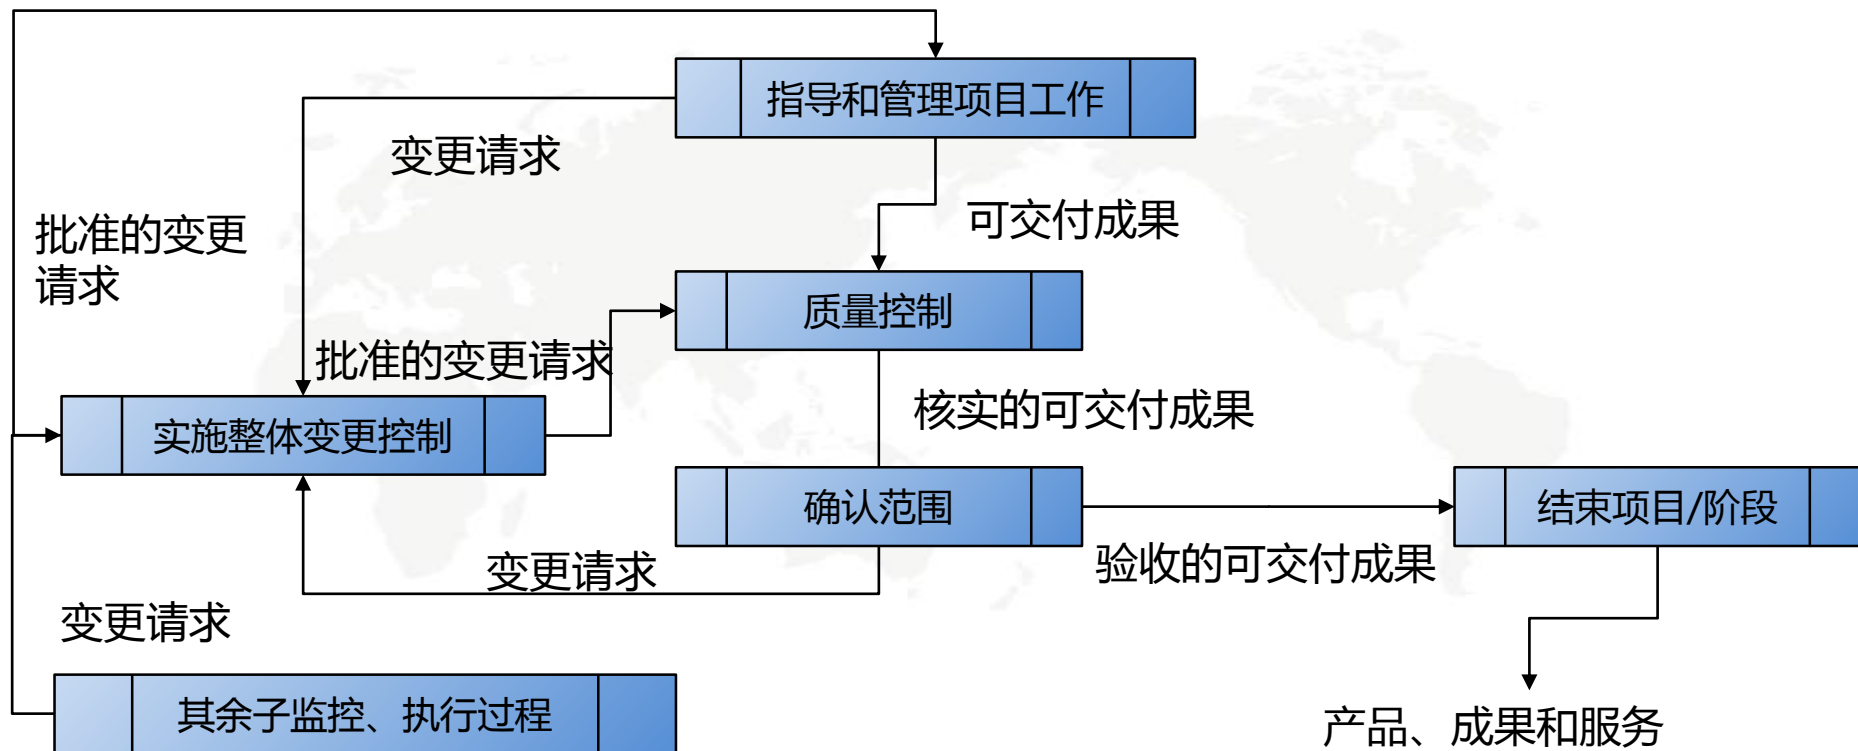 指导和管理项目工作
变更请求
批准的变更
请求
可交付成果
质量控制
批准的变更请求
实施整体变更控制
核实的可交付成果
确认范围
结束项目/阶段
变更请求
验收的可交付成果
变更请求
其余子监控、执行过程
产品、成果和服务